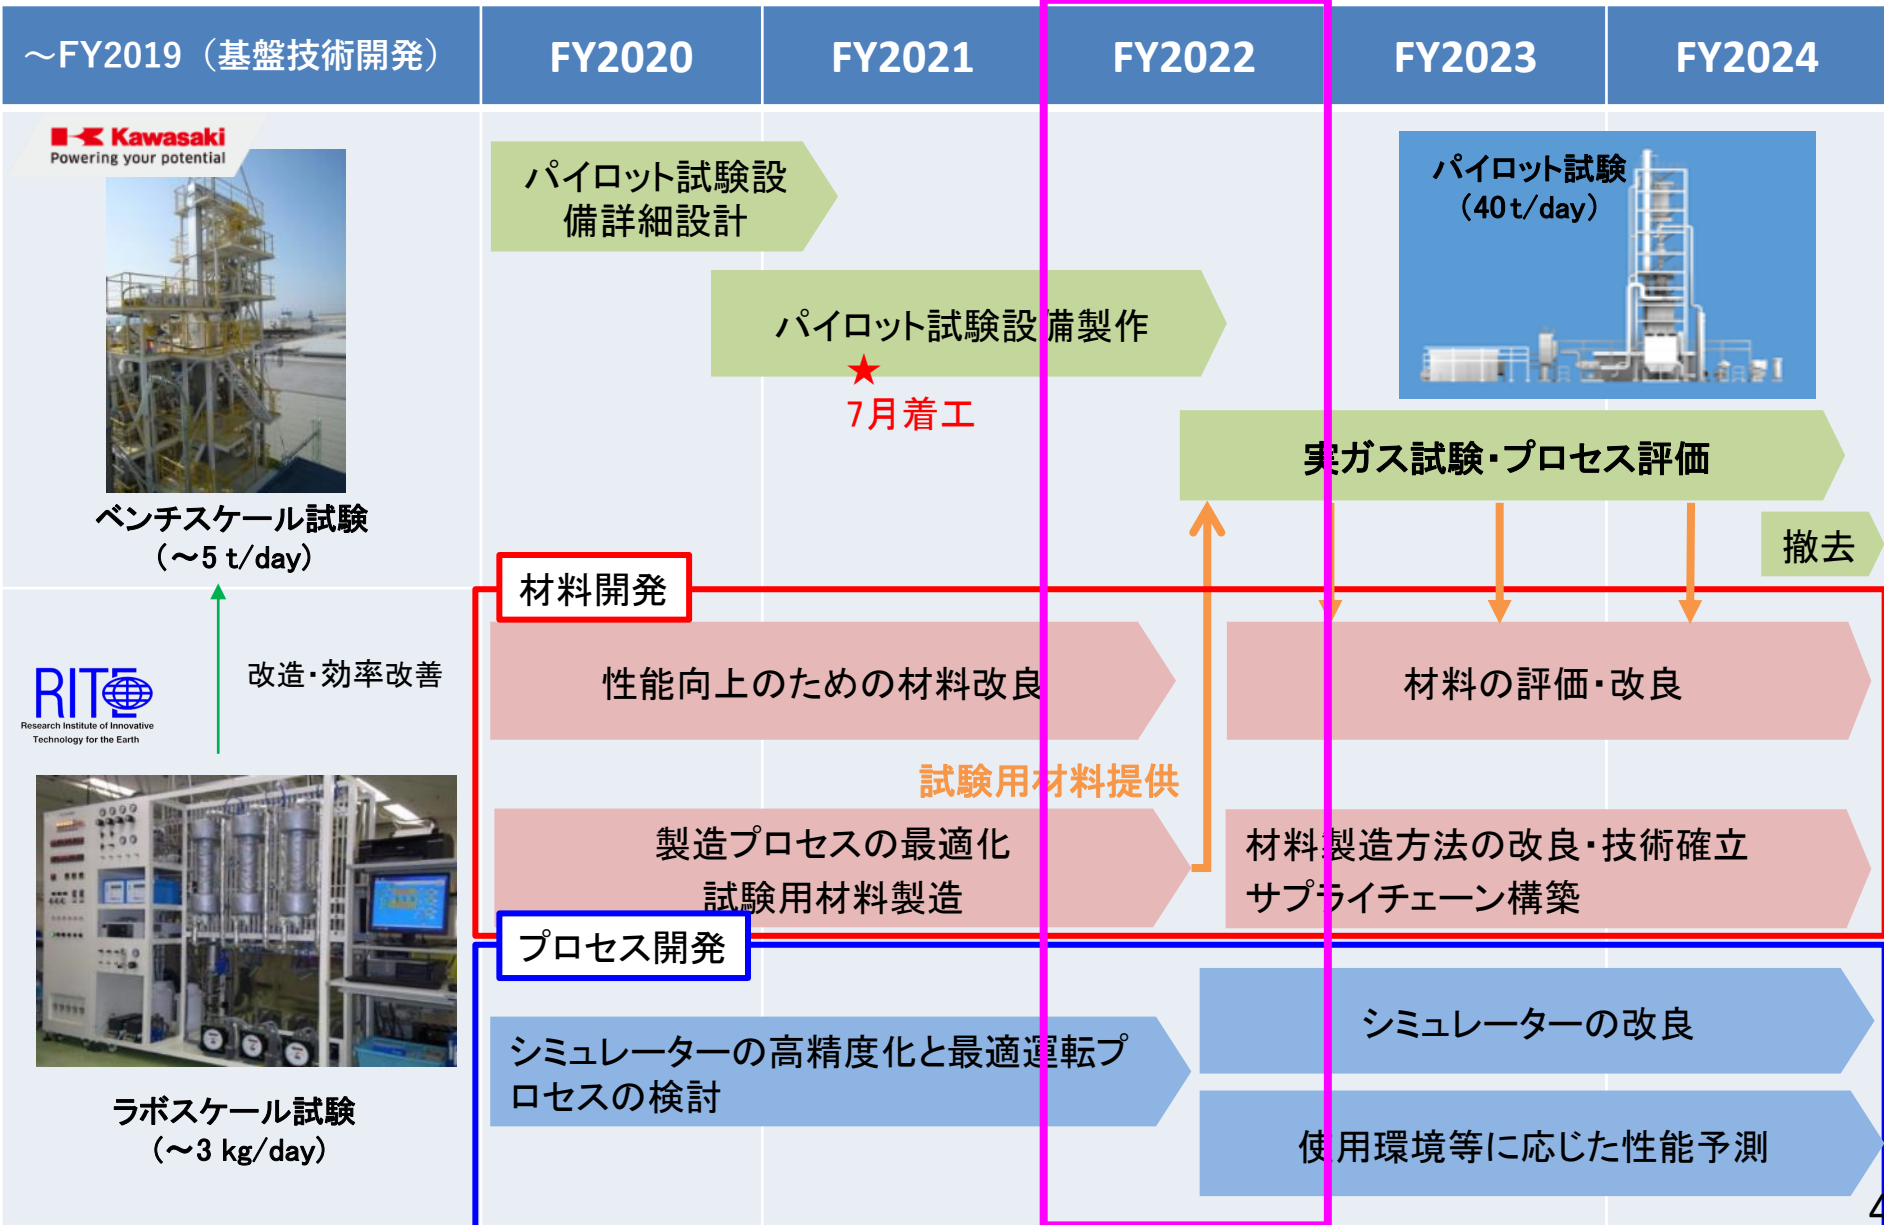 ～FY2019（基盤技術開発）
FY2020
FY2021
FY2022
FY2023
FY2024
Kawasaki
Powering your potential
ベンチスケール試験
（～5 t/day）
改造・効率改善
RITE
Research Institute of Innovative
Technology for the Earth
ラボスケール試験
（～3 kg/day）
パイロット試験設
備詳細設計
パイロット試験設備製作
★
7月着工
パイロット試験
（40 t/day）
実ガス試験・プロセス評価
撤去
材料開発
性能向上のための材料改良
材料の評価・改良
試験用材料提供
製造プロセスの最適化
試験用材料製造
材料製造方法の改良・技術確立
サプライチェーン構築
プロセス開発
シミュレーターの高精度化と最適運転プ
ロセスの検討
シミュレーターの改良
使用環境等に応じた性能予測
4